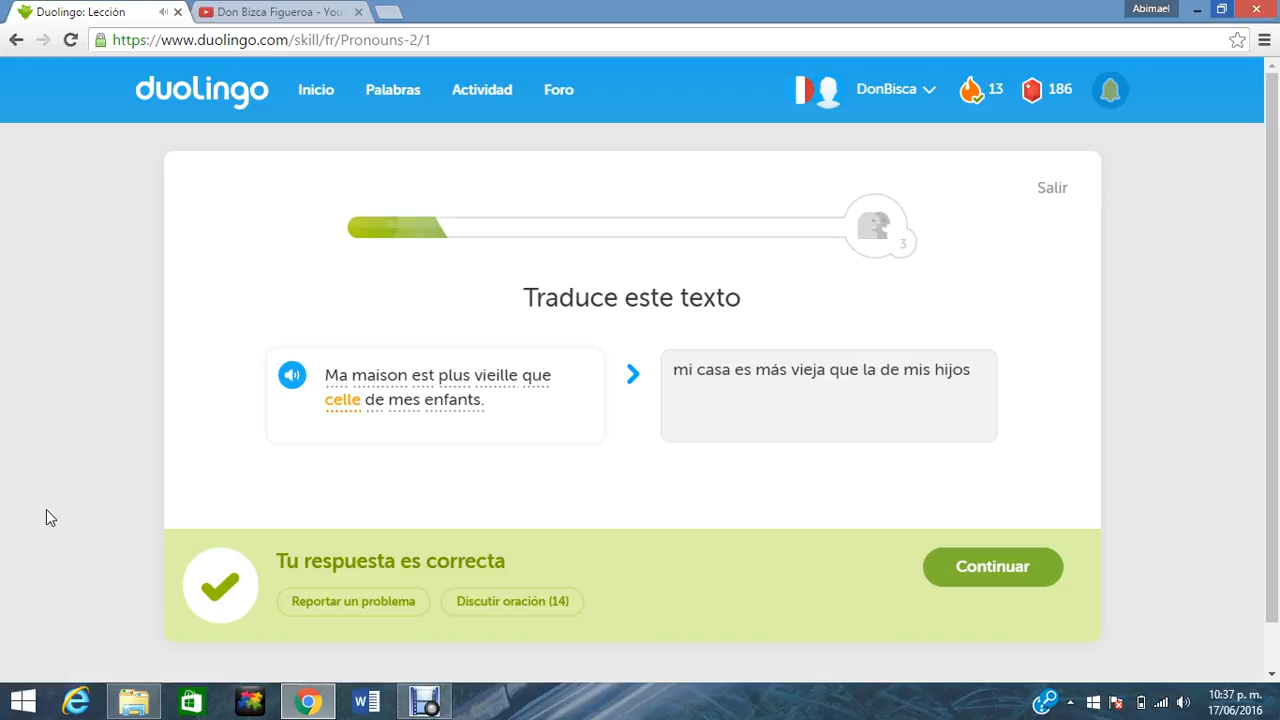 Duolingo: Lección
Don Bizca Figueroa - You
Abimael
https://www.duolingo.com/skill/fr/Pronouns-2/1
duolingo
Inicio
Palabras
Actividad
Foro
DonBisca
13
186
Salir
3
Traduce este texto
Ma maison est plus vieille que
celle de mes enfants.
mi casa es más vieja que la de mis hijos
Tu respuesta es correcta
Reportar un problema
Discutir oración (14)
Continuar
10:37 p. m.
17/06/2016